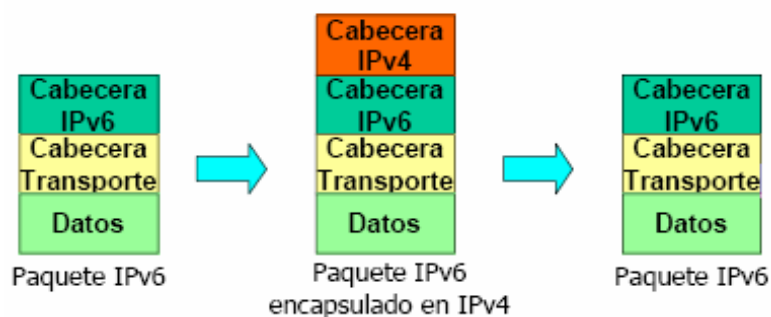 Cabecera
IPv6
Cabecera
Transporte
Datos
Paquete IPv6
Cabecera
IPv4
Cabecera
IPv6
Cabecera
Transporte
Datos
Paquete IPv6
encapsulado en IPv4
Cabecera
IPv6
Cabecera
Transporte
Datos
Paquete IPv6